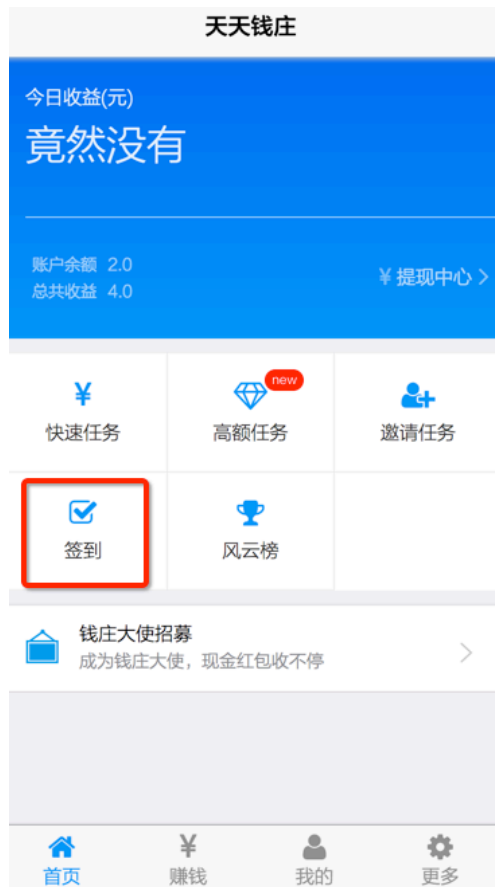 天天钱庄
今日收益(元)
竟然没有
账户余额 2.0
总共收益 4.0
¥ 提现中心
¥
new
快速任务
高额任务
邀请任务
签到
风云榜
钱庄大使招募
成为钱庄大使，现金红包收不停
¥
首页
赚钱
我的
更多